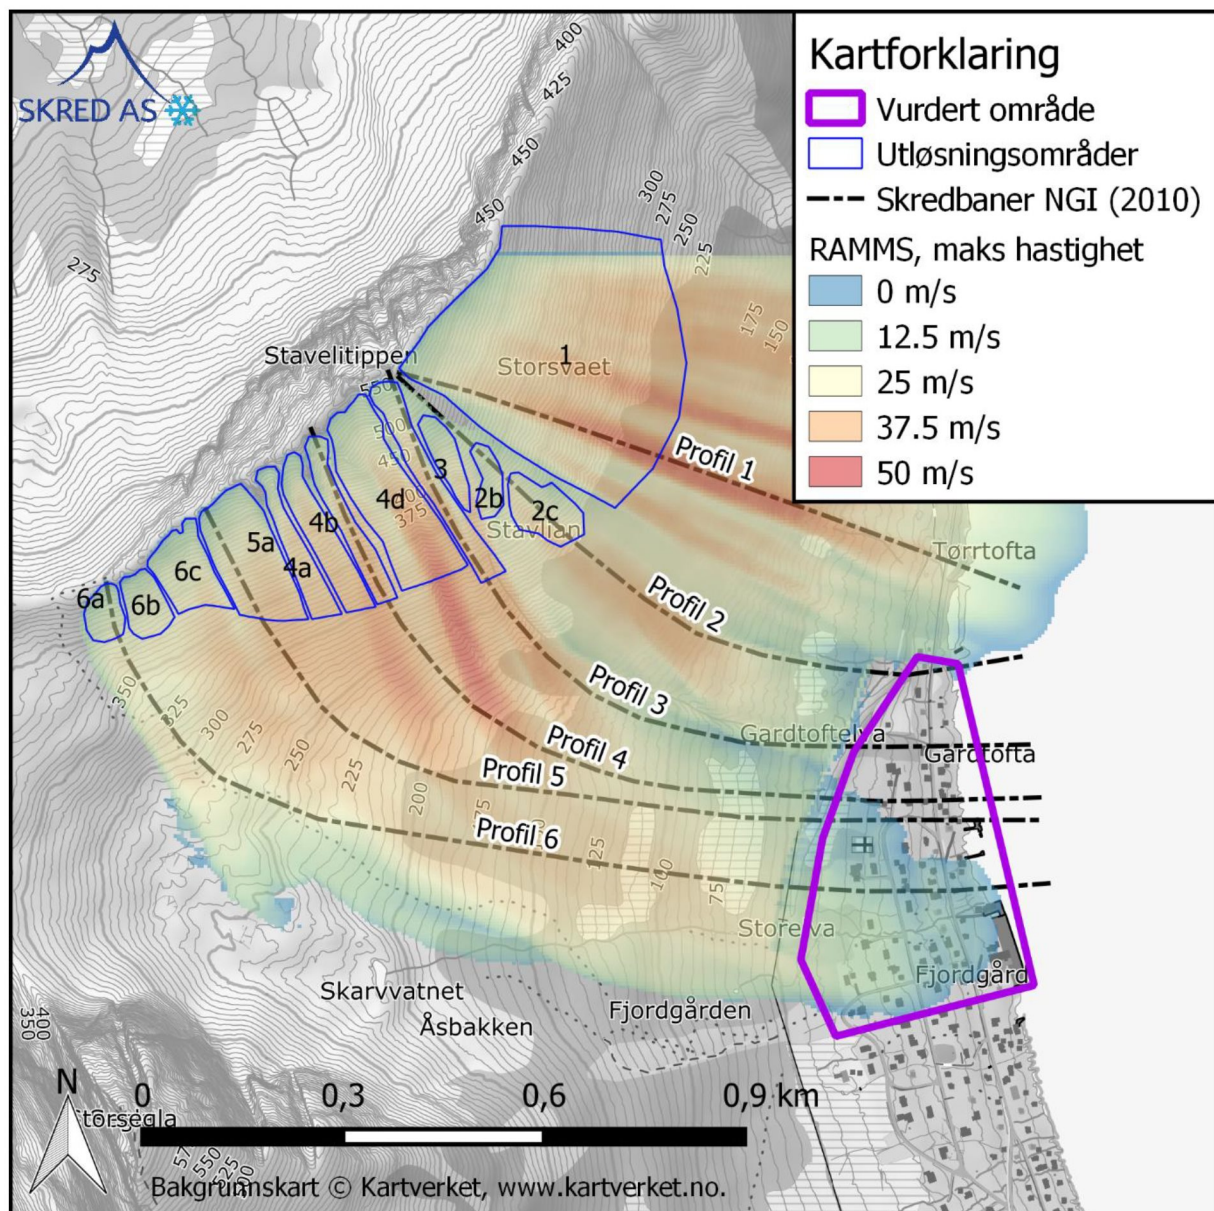 SKRED AS
Kartforklaring
Vurdert område
Utløsningsområder
Skredbaner NGI (2010)
RAMMS, maks hastighet
0 m/s
12.5 m/s
25 m/s
37.5 m/s
50 m/s
400
425
450
450
300
275
250
225
275
175
150
Stavelitippen
Storsvaet
1
550
500
450
400
375
Profil 1
3
4d
2b
2c
Stavlian
4b
5a
4a
6c
6b
6a
Tørrtofta
Profil 2
Profil 3
Gardtoftelva
Gardtofta
Profil 4
Profil 5
Profil 6
350
325
300
275
250
225
200
125
100
75
Storelva
Fjordgård
Skarvvatnet
Åsbakken
Fjordgården
400
350
N
0
0,3
0,6
0,9 km
550
525
500
Bakgrunnskart © Kartverket, www.kartverket.no.